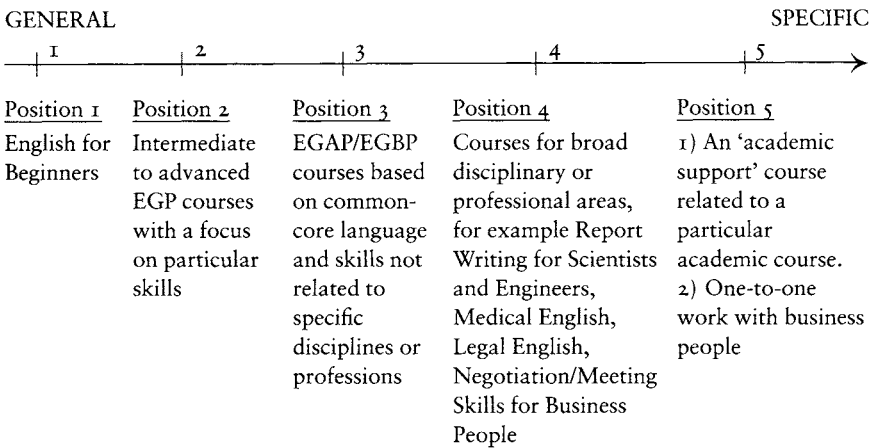 GENERAL SPECIFIC
1 2 3 4 5
Position 1
English for
Beginners
Position 2
Intermediate
to advanced
EGP courses
with a focus
on particular
skills
Position 3
EGAP/EGBP
courses based
on common-
core language
and skills not
related to
specific
disciplines or
professions
Position 4
Courses for broad
disciplinary or
professional areas,
for example Report
Writing for Scientists
and Engineers,
Medical English,
Legal English,
Negotiation/Meeting
Skills for Business
People
Position 5
1) An ‘academic
support’ course
related to a
particular
academic course.
2) One-to-one
work with business
people